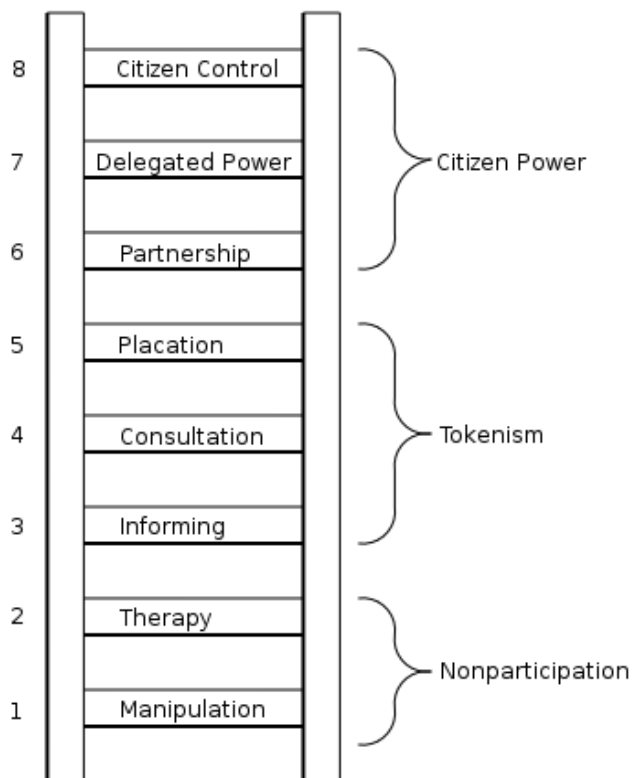 8 Citizen Control
7 Delegated Power
Citizen Power
6 Partnership
5 Placation
4 Consultation
Tokenism
3 Informing
2 Therapy
Nonparticipation
1 Manipulation